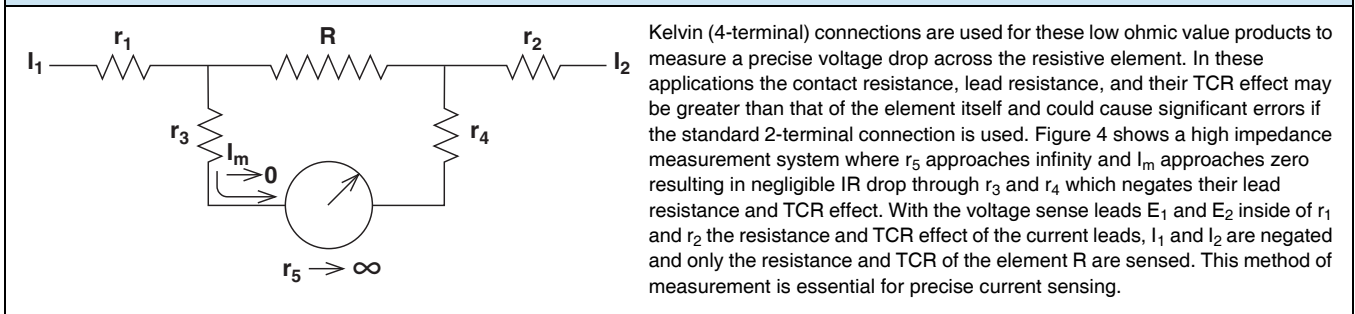 r1 R r2
I1 I2
r3 r4
Im
0
r5 ∞
Kelvin (4-terminal) connections are used for these low ohmic value products to
measure a precise voltage drop across the resistive element. In these
applications the contact resistance, lead resistance, and their TCR effect may
be greater than that of the element itself and could cause significant errors if
the standard 2-terminal connection is used. Figure 4 shows a high impedance
measurement system where r5 approaches infinity and Im approaches zero
resulting in negligible IR drop through r3 and r4 which negates their lead
resistance and TCR effect. With the voltage sense leads E1 and E2 inside of r1
and r2 the resistance and TCR effect of the current leads, I1 and I2 are negated
and only the resistance and TCR of the element R are sensed. This method of
measurement is essential for precise current sensing.